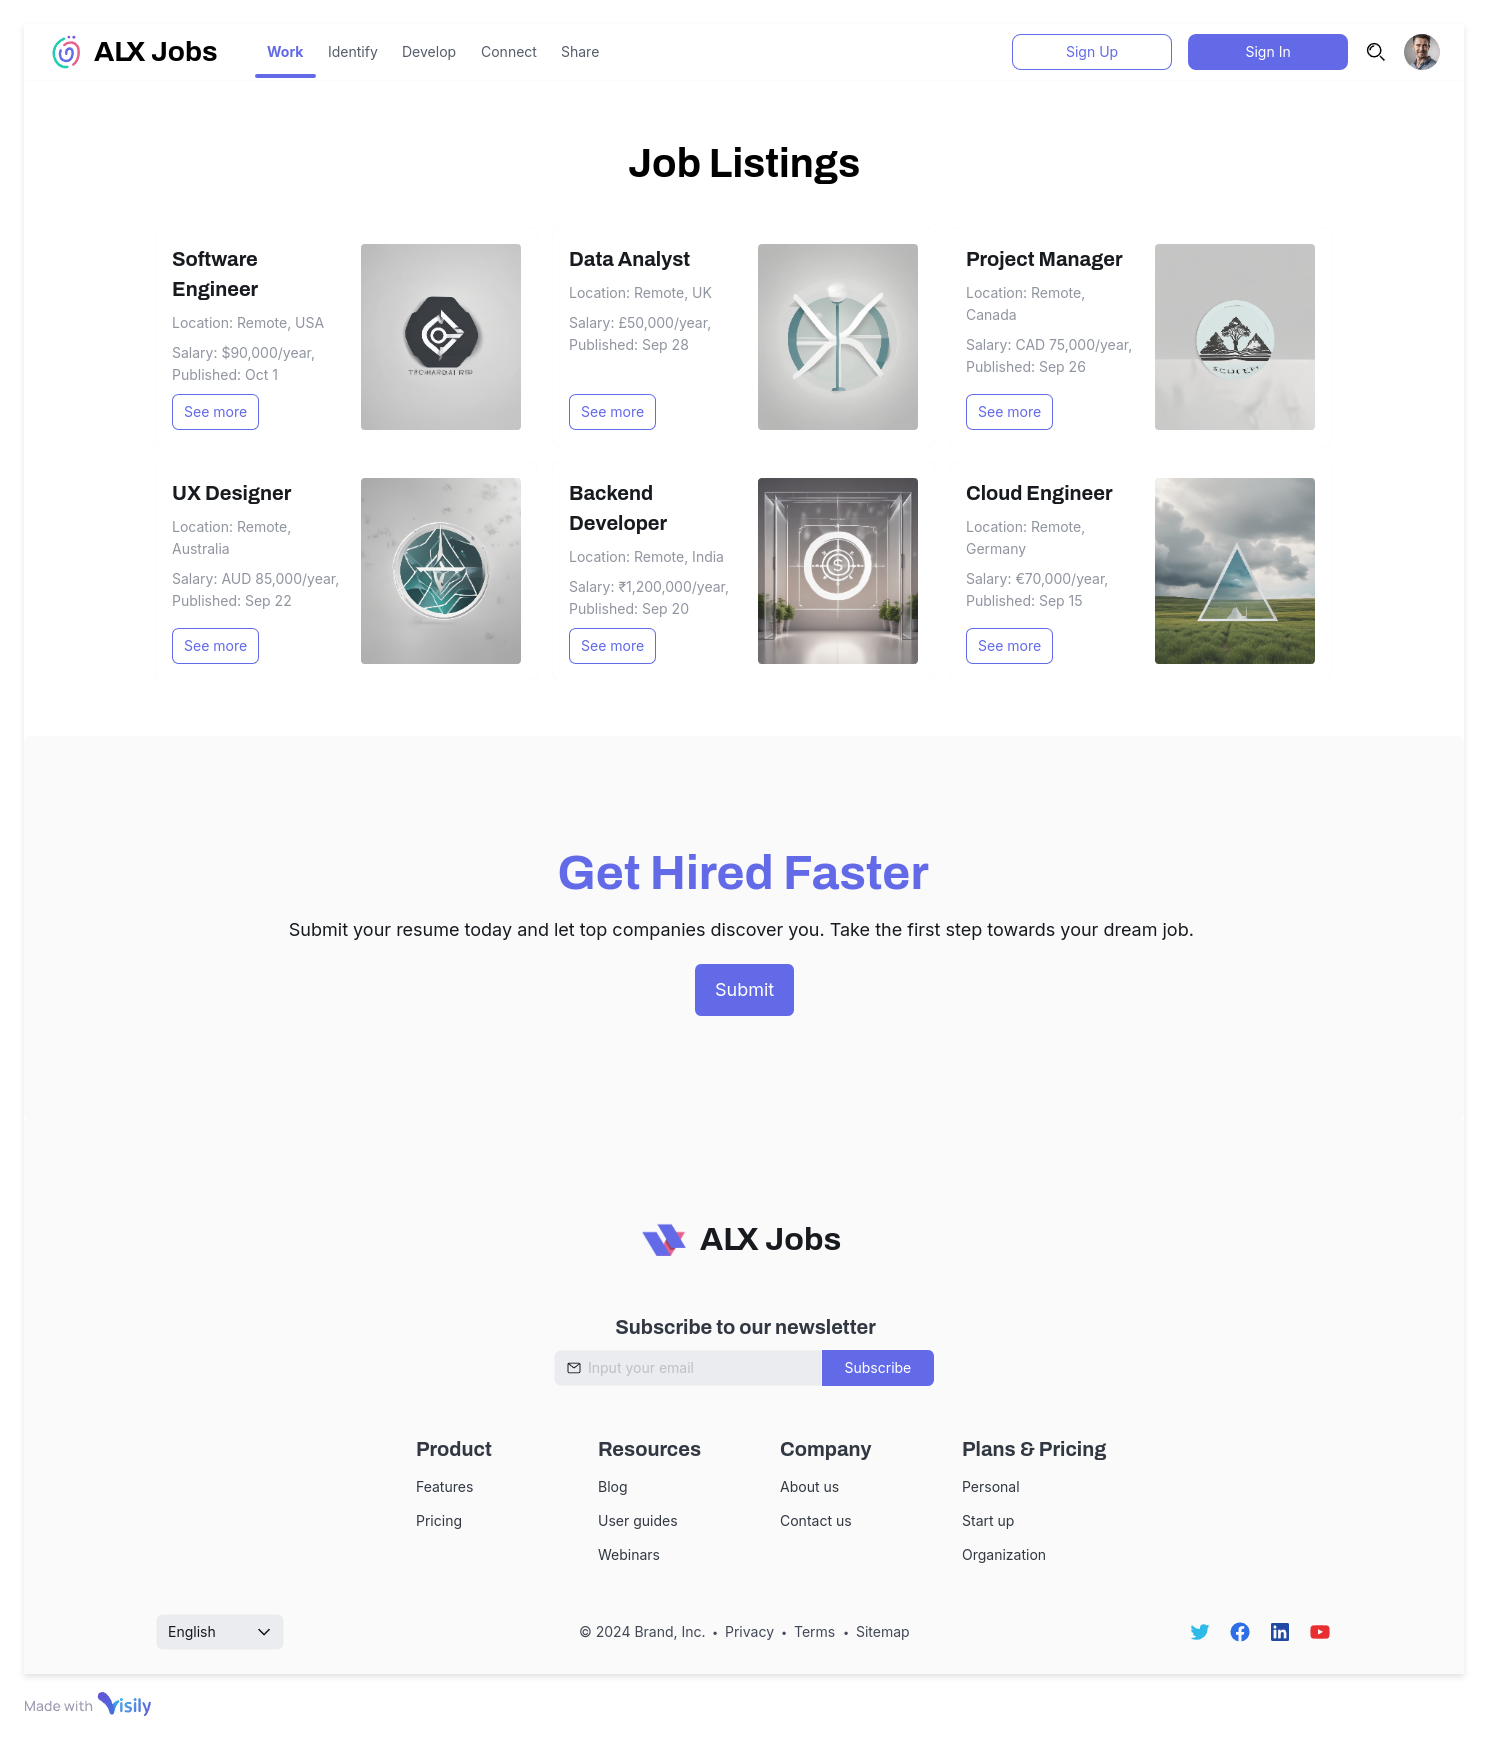 ALX Jobs
Work Identify Develop Connect Share
Sign Up Sign In
Job Listings
Software
Engineer
Location: Remote, USA
Salary: $90,000/year,
Published: Oct 1
See more
Data Analyst
Location: Remote, UK
Salary: £50,000/year,
Published: Sep 28
See more
Project Manager
Location: Remote,
Canada
Salary: CAD 75,000/year,
Published: Sep 26
See more
UX Designer
Location: Remote,
Australia
Salary: AUD 85,000/year,
Published: Sep 22
See more
Backend
Developer
Location: Remote, India
Salary: ₹1,200,000/year,
Published: Sep 20
See more
$
Cloud Engineer
Location: Remote,
Germany
Salary: €70,000/year,
Published: Sep 15
See more
Get Hired Faster
Submit your resume today and let top companies discover you. Take the first step towards your dream job.
Submit
ALX Jobs
Subscribe to our newsletter
Input your email
Subscribe
Product
Features
Pricing
Resources
Blog
User guides
Webinars
Company
About us
Contact us
Plans & Pricing
Personal
Start up
Organization
English
© 2024 Brand, Inc. • Privacy • Terms • Sitemap
Made with Visily